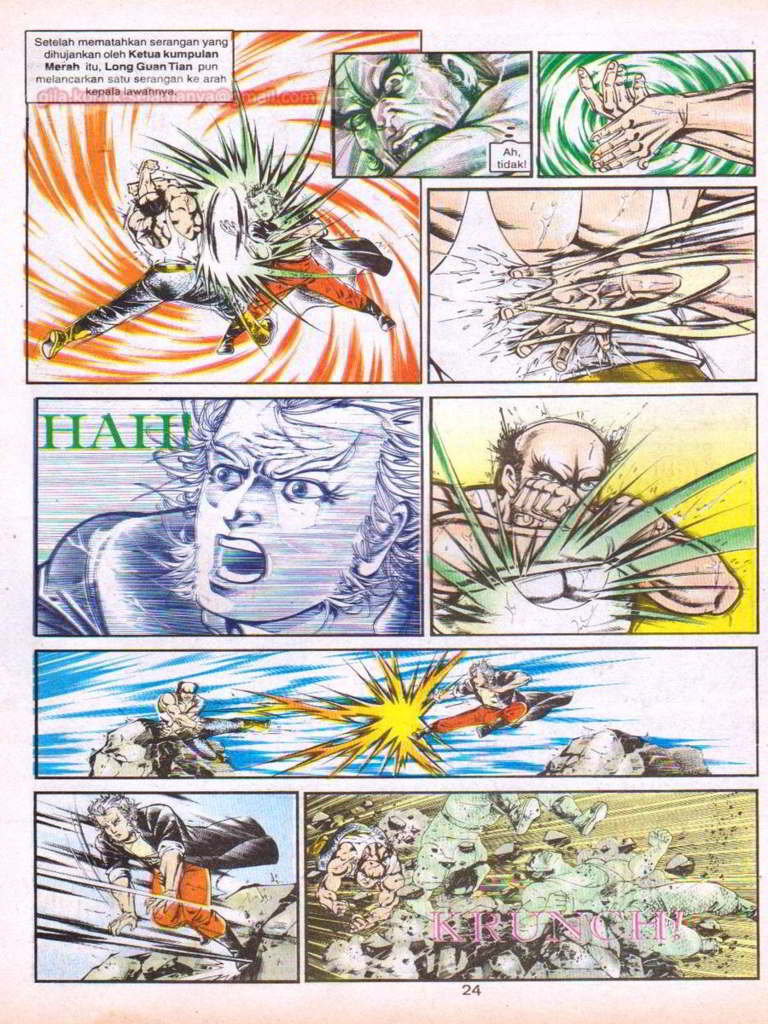 Setelah mematahkan serangan yang
dihujankan oleh Ketua kumpulan
Merah itu, Long Guan Tian pun
melancarkan satu serangan ke arah
kepala lawahnya.
Ah,
tidak!
HAH!
KRUNCH!
24